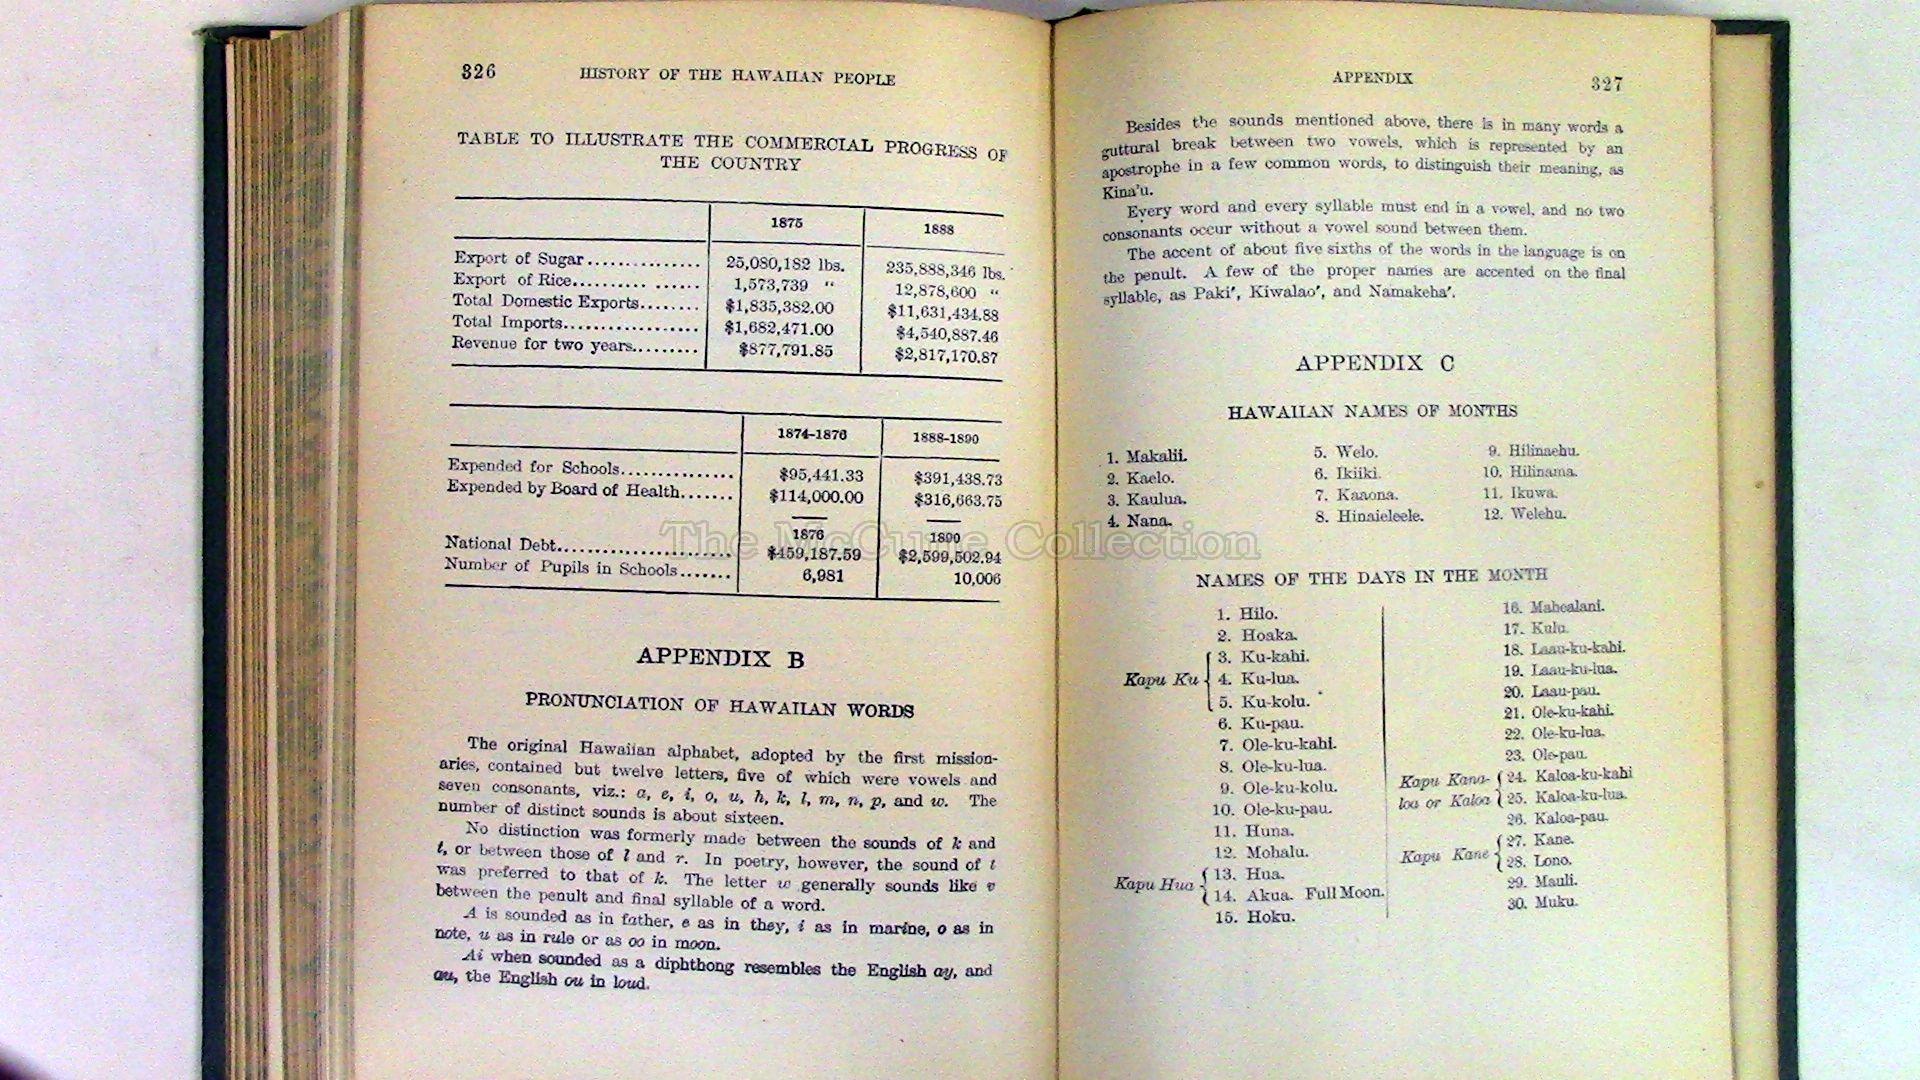 326 HISTORY OF THE HAWAIIAN PEOPLE
TABLE TO ILLUSTRATE THE COMMERCIAL PROGRESS OF
THE COUNTRY
1875 1888
Export of Sugar............... 25,080,182 lbs. 235,888,346 lbs.
Export of Rice.......... ...... 1,573,739 " 12,878,600 "
Total Domestic Exports........ $1,835,382.00 $11,631,434.88
Total Imports.................. $1,682,471.00 $4,540,887.46
Revenue for two years......... $877,791.85 $2,817,170.87
1874-1876 1888-1890
Expended for Schools............... $95,441.33 $391,438.73
Expended by Board of Health....... $114,000.00 $316,663.75
1876 1890
National Debt....................... $459,187.59 $2,599,502.94
Number of Pupils in Schools....... 6,981 10,006
APPENDIX B
PRONUNCIATION OF HAWAIIAN WORDS
The original Hawaiian alphabet, adopted by the first mission-
aries, contained but twelve letters, five of which were vowels and
seven consonants, viz.: a, e, i, o, u, h, k, l, m, n, p, and w. The
number of distinct sounds is about sixteen.
No distinction was formerly made between the sounds of k and
t, or between those of l and r. In poetry, however, the sound of t
was preferred to that of k. The letter w generally sounds like v
between the penult and final syllable of a word.
A is sounded as in father, e as in they, i as in marine, o as in
note, u as in rule or as oo in moon.
Ai when sounded as a diphthong resembles the English ay, and
au, the English ou in loud.
APPENDIX 327
Besides the sounds mentioned above, there is in many words a
guttural break between two vowels, which is represented by an
apostrophe in a few common words, to distinguish their meaning, as
Kina'u.
Every word and every syllable must end in a vowel, and no two
consonants occur without a vowel sound between them.
The accent of about five sixths of the words in the language is on
the penult. A few of the proper names are accented on the final
syllable, as Paki', Kiwalao', and Namakeha'.
APPENDIX C
HAWAIIAN NAMES OF MONTHS
1. Makalii. 5. Welo. 9. Hilinaehu.
2. Kaelo. 6. Ikiiki. 10. Hilinama.
3. Kaulua. 7. Kaaona. 11. Ikuwa.
4. Nana. 8. Hinaieleele. 12. Welehu.
The McCune Collection
NAMES OF THE DAYS IN THE MONTH
1. Hilo.
2. Hoaka.
Kapu Ku
3. Ku-kahi.
4. Ku-lua.
5. Ku-kolu.
6. Ku-pau.
7. Ole-ku-kahi.
8. Ole-ku-lua.
9. Ole-ku-kolu.
10. Ole-ku-pau.
11. Huna.
12. Mohalu.
Kapu Hua
13. Hua.
14. Akua. Full Moon.
15. Hoku.
16. Mahealani.
17. Kulu.
18. Laau-ku-kahi.
19. Laau-ku-lua.
20. Laau-pau.
21. Ole-ku-kahi.
22. Ole-ku-lua.
23. Ole-pau.
Kapu Kana-
loa or Kaloa
24. Kaloa-ku-kahi
25. Kaloa-ku-lua.
26. Kaloa-pau.
Kapu Kane
27. Kane.
28. Lono.
29. Mauli.
30. Muku.